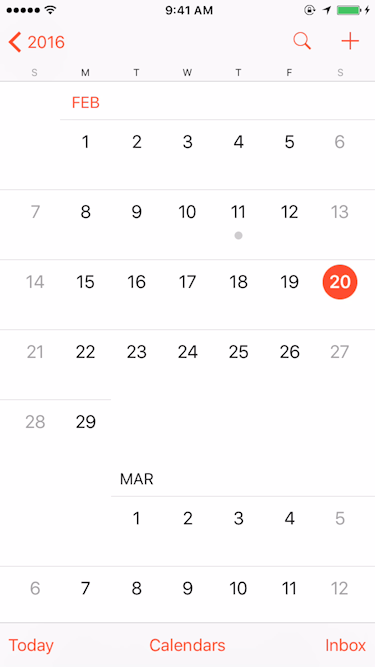 9:41 AM
2016
S M T W T F S
FEB
1 2 3 4 5 6
7 8 9 10 11 12 13
14 15 16 17 18 19 20
21 22 23 24 25 26 27
28 29
MAR
1 2 3 4 5
6 7 8 9 10 11 12
Today Calendars Inbox